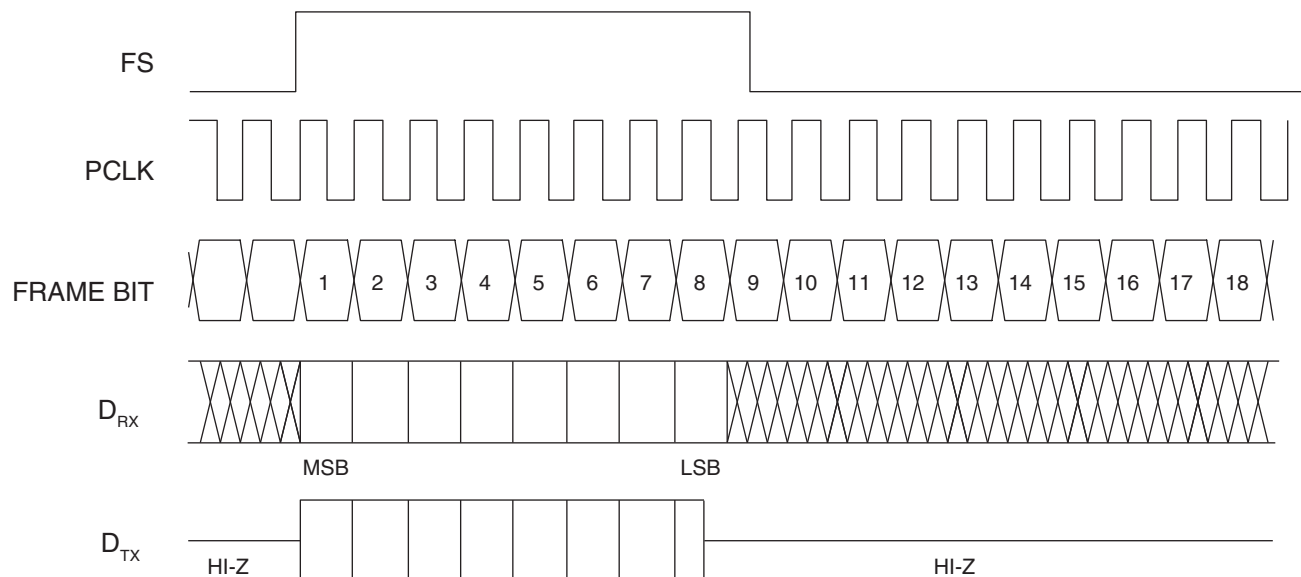 FS
PCLK
FRAME BIT 1 2 3 4 5 6 7 8 9 10 11 12 13 14 15 16 17 18
DRX
MSB LSB
DTX
HI-Z HI-Z